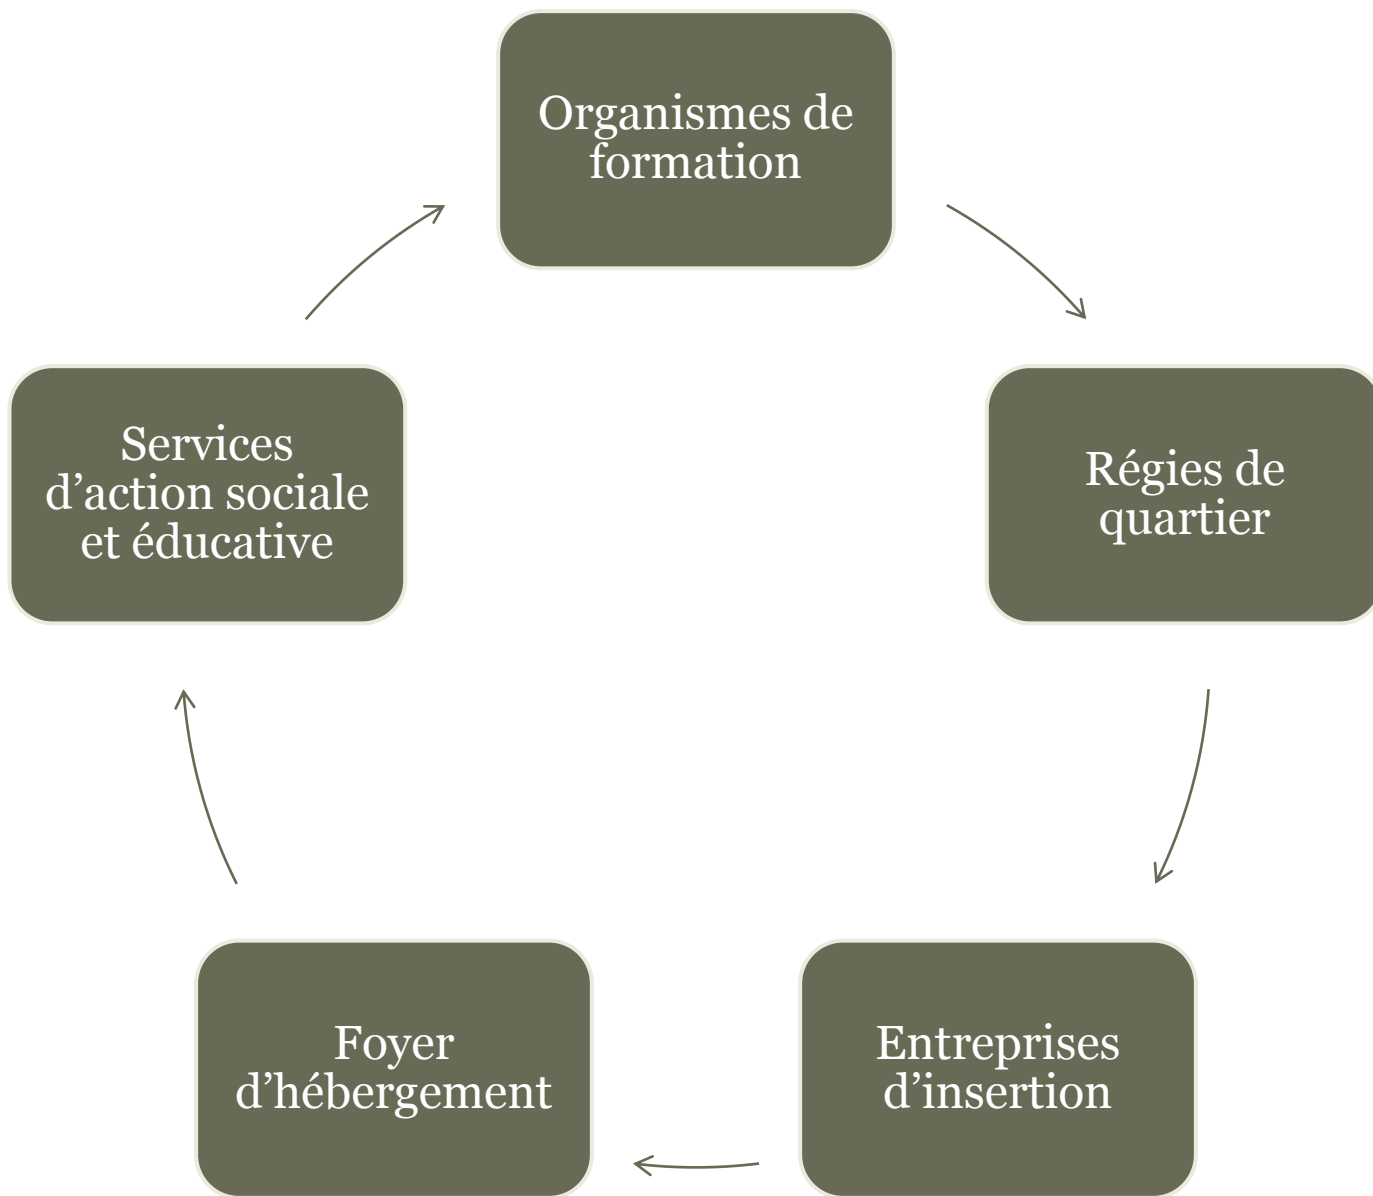 Organismes de
formation
Régies de
quartier
Entreprises
d’insertion
Foyer
d’hébergement
Services
d’action sociale
et éducative